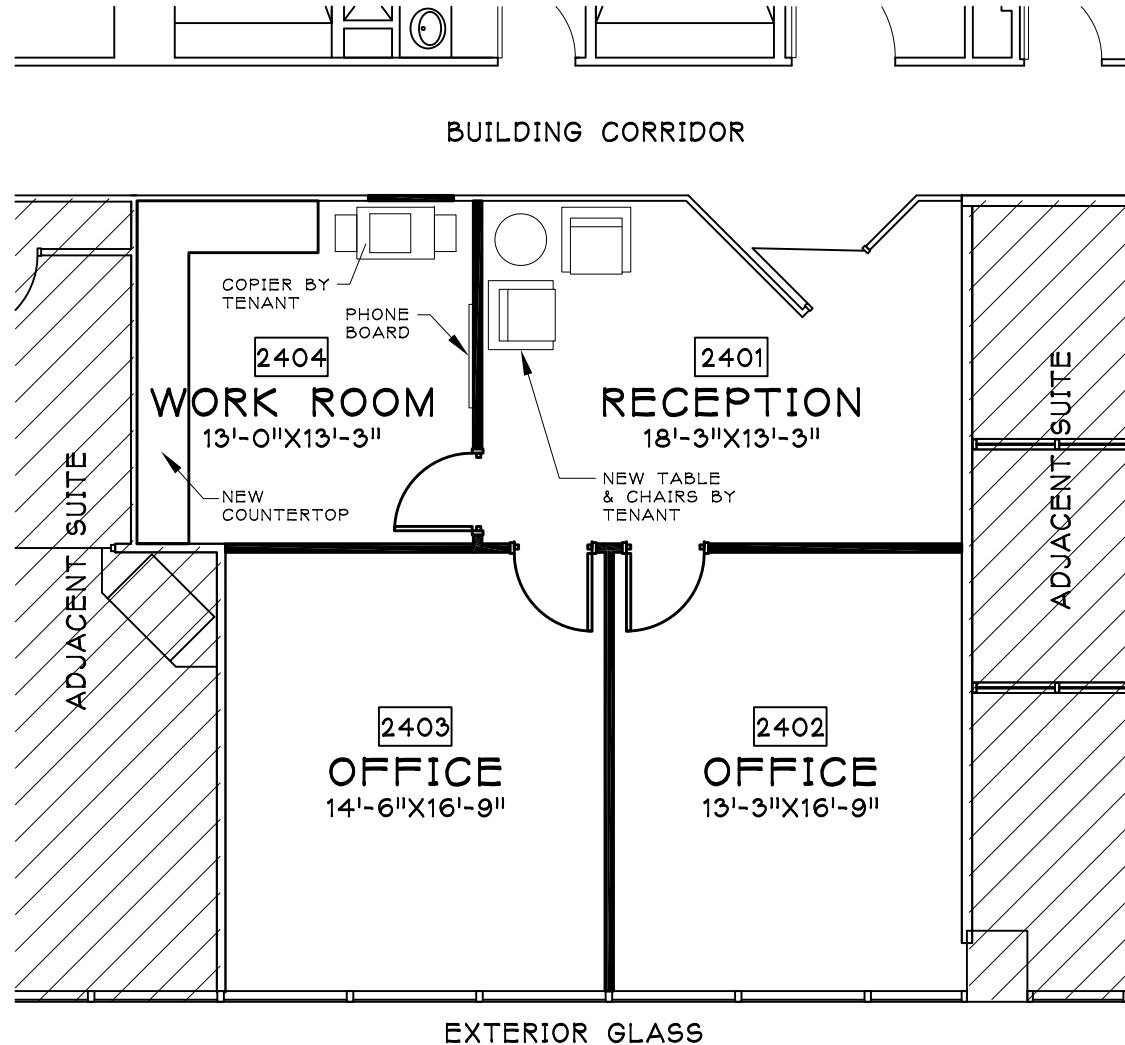 BUILDING CORRIDOR
COPIER BY
TENANT
PHONE
BOARD
2404
WORK ROOM
13'-0"X13'-3"
2401
RECEPTION
18'-3"X13'-3"
NEW
COUNTERTOP
NEW TABLE
& CHAIRS BY
TENANT
ADJACENT SUITE
ADJACENT SUITE
2403
OFFICE
14'-6"X16'-9"
2402
OFFICE
13'-3"X16'-9"
EXTERIOR GLASS